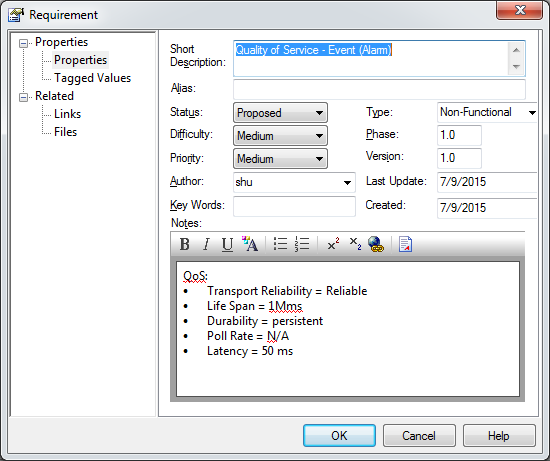 Requirement
Properties
Properties
Tagged Values
Related
Links
Files
Short Description: Quality of Service - Event (Alarm)
Alias:
Status: Proposed Type: Non-Functional
Difficulty: Medium Phase: 1.0
Priority: Medium Version: 1.0
Author: shu Last Update: 7/9/2015
Key Words: Created: 7/9/2015
Notes:
B I U A x² x₂
QoS:
• Transport Reliability = Reliable
• Life Span = 1Mms
• Durability = persistent
• Poll Rate = N/A
• Latency = 50 ms
OK Cancel Help